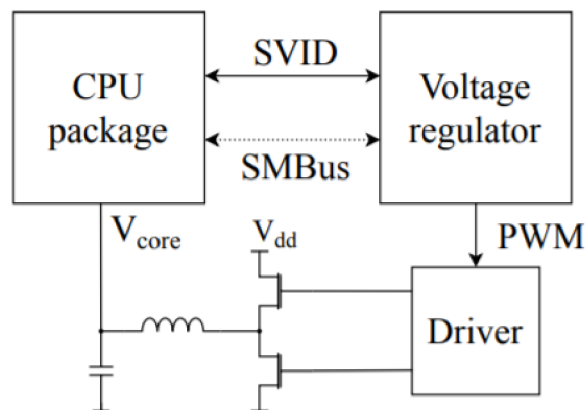 CPU
package
SVID
SMBus
Voltage
regulator
V_core
V_dd
PWM
Driver